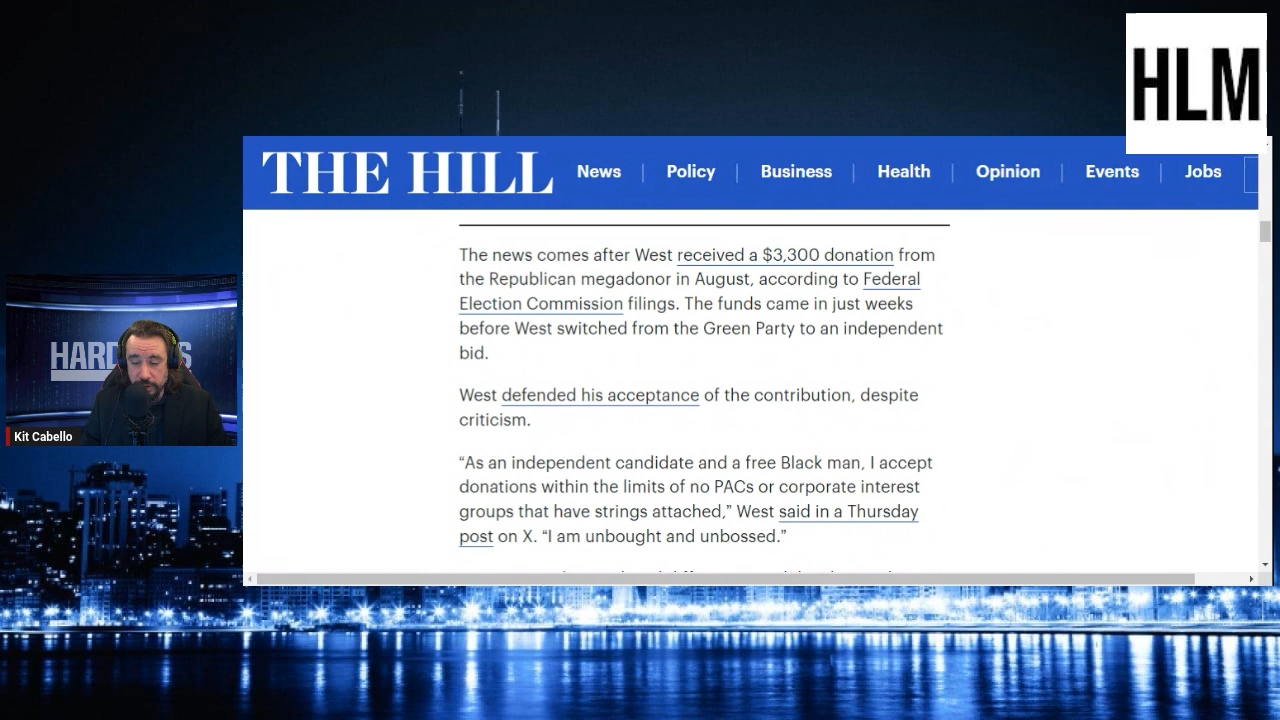 HLM
THE HILL
News
Policy
Business
Health
Opinion
Events
Jobs
The news comes after West received a $3,300 donation from
the Republican megadonor in August, according to Federal
Election Commission filings. The funds came in just weeks
before West switched from the Green Party to an independent
bid.
West defended his acceptance of the contribution, despite
criticism.
“As an independent candidate and a free Black man, I accept
donations within the limits of no PACs or corporate interest
groups that have strings attached,” West said in a Thursday
post on X. “I am unbought and unbossed.”
Kit Cabello